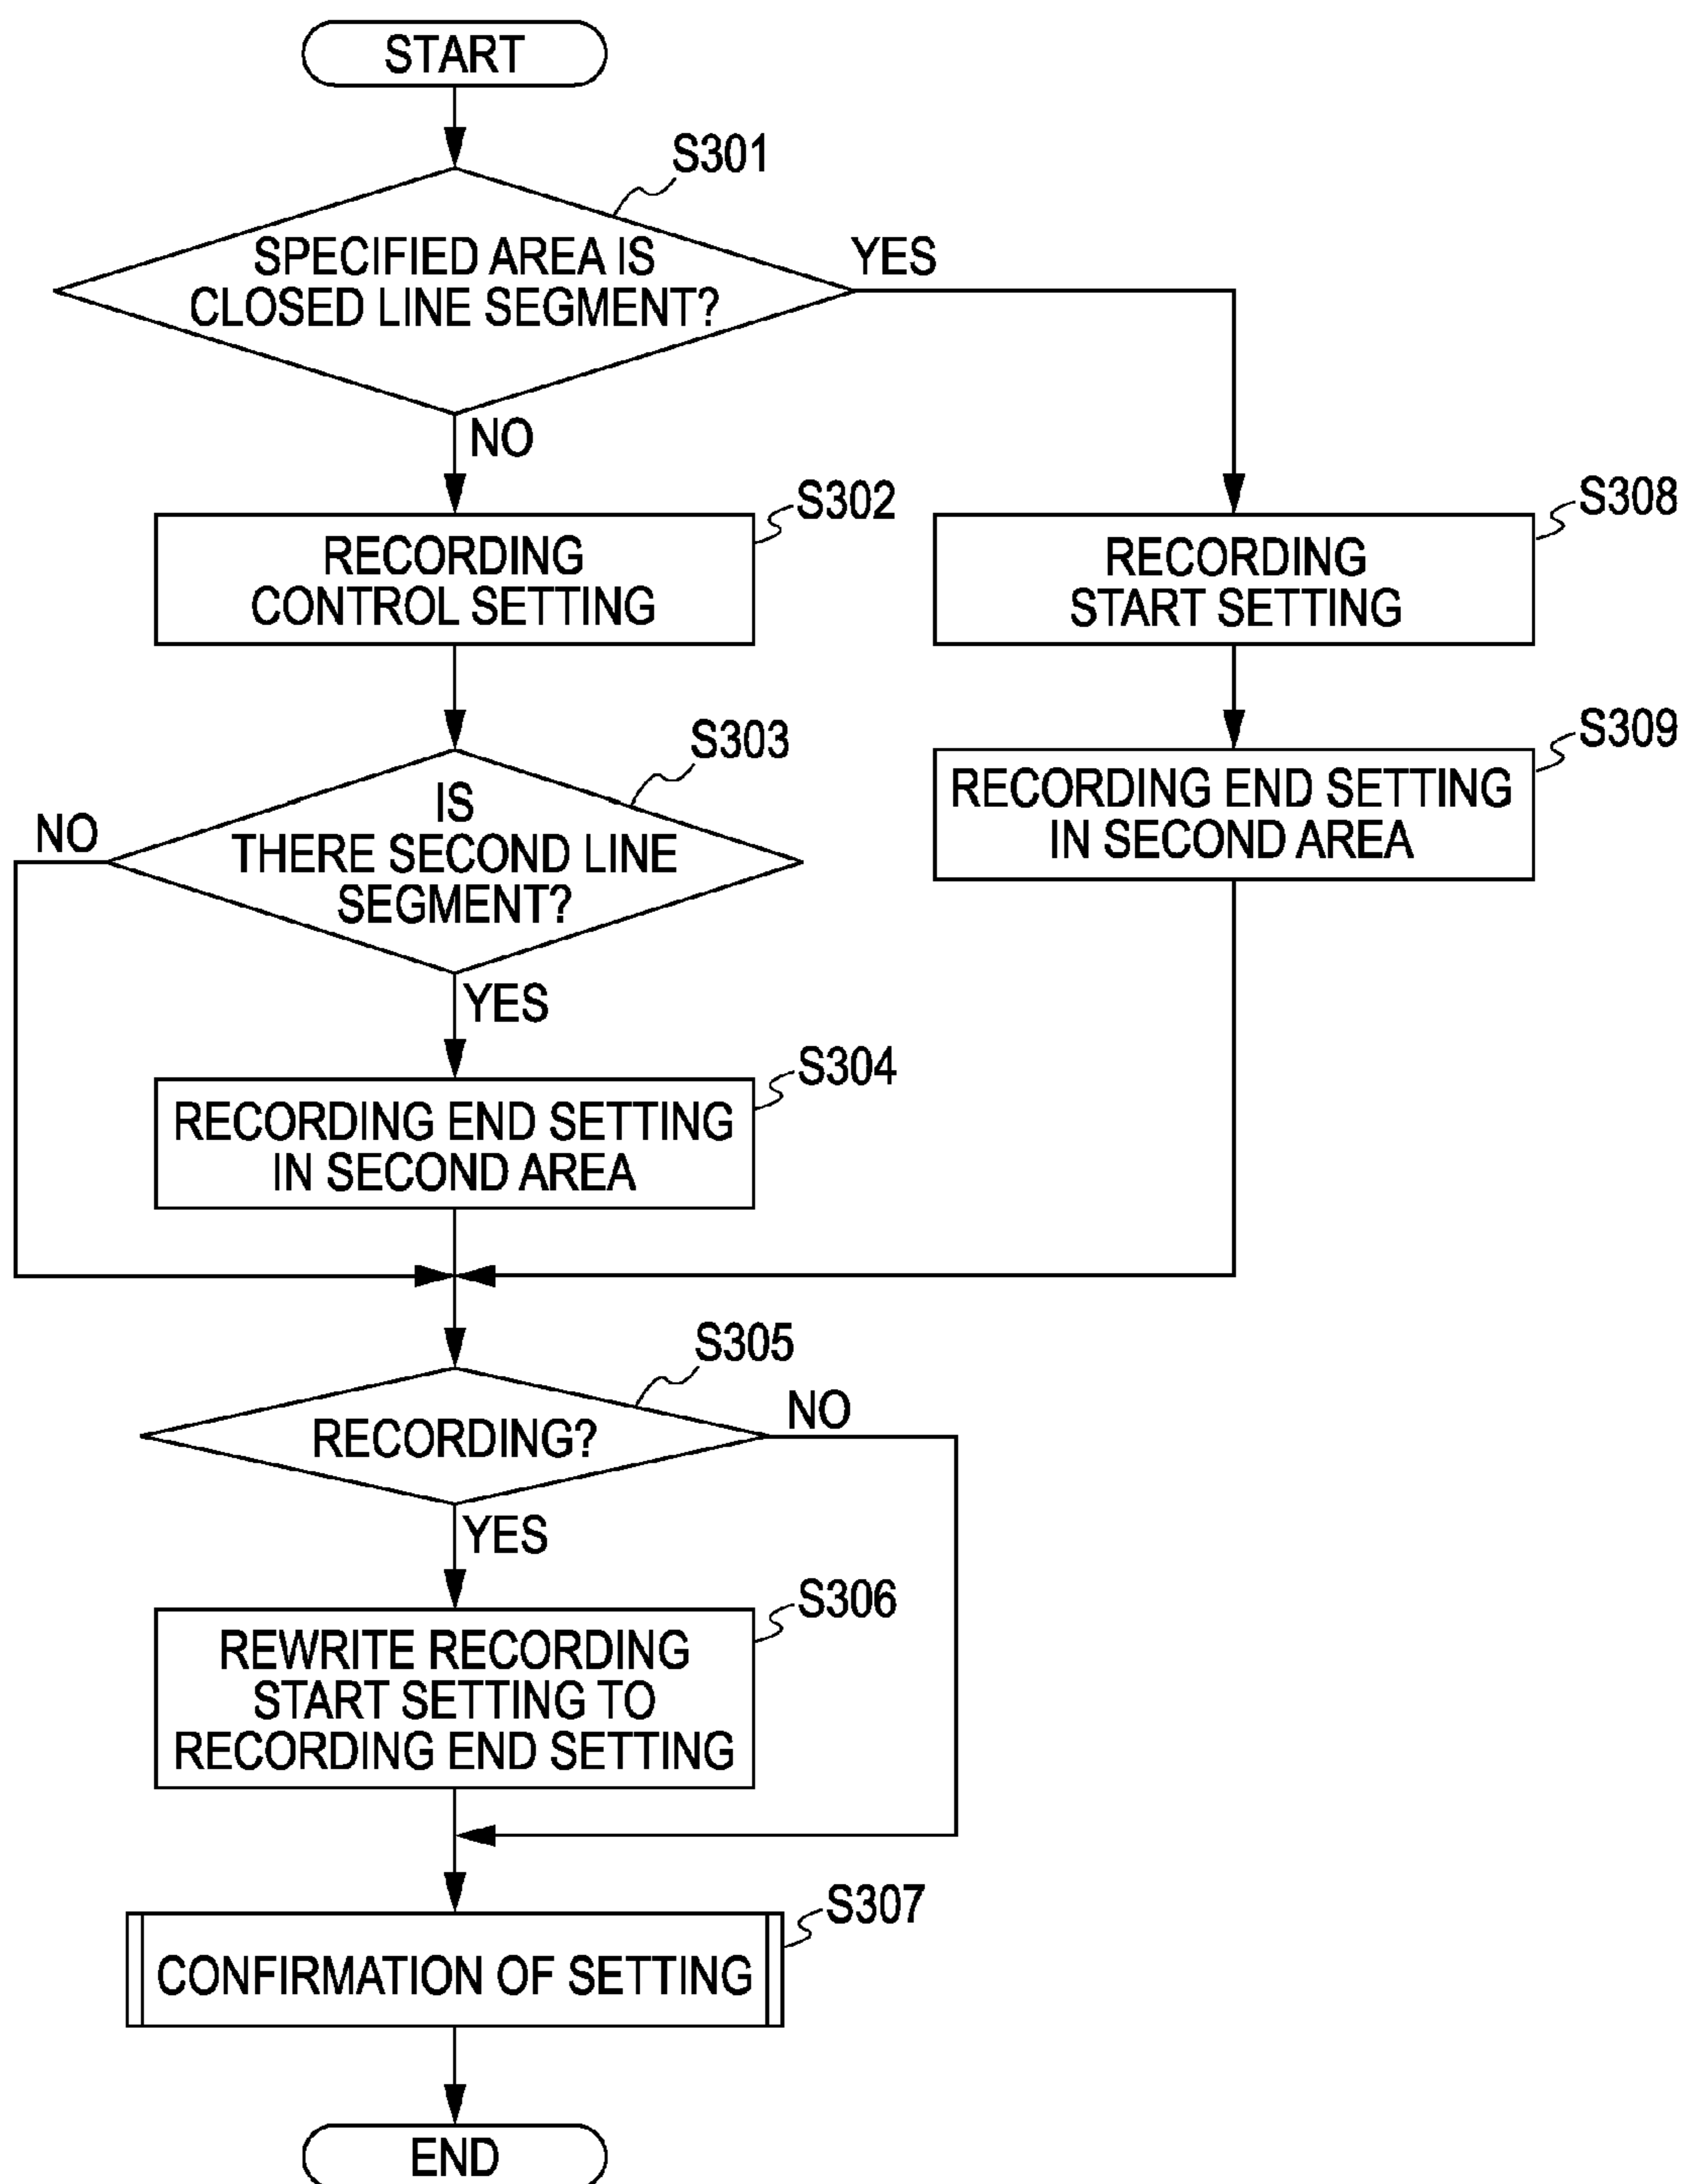 START
S301
SPECIFIED AREA IS
CLOSED LINE SEGMENT?
YES
NO
S302
RECORDING
CONTROL SETTING
S308
RECORDING
START SETTING
S303
IS
THERE SECOND LINE
SEGMENT?
NO
YES
S309
RECORDING END SETTING
IN SECOND AREA
S304
RECORDING END SETTING
IN SECOND AREA
S305
RECORDING?
NO
YES
S306
REWRITE RECORDING
START SETTING TO
RECORDING END SETTING
S307
CONFIRMATION OF SETTING
END